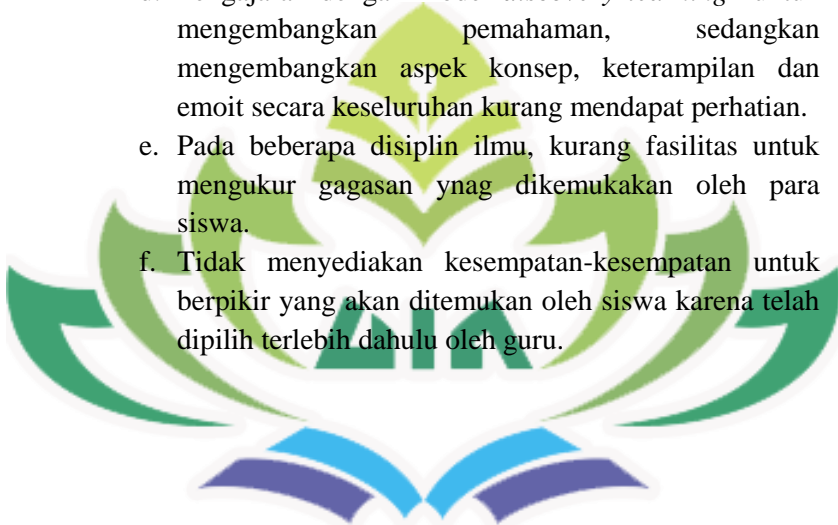 mengembangkan pemahaman, sedangkan
mengembangkan aspek konsep, keterampilan dan
emoit secara keseluruhan kurang mendapat perhatian.
e. Pada beberapa disiplin ilmu, kurang fasilitas untuk
mengukur gagasan ynag dikemukakan oleh para
siswa.
f. Tidak menyediakan kesempatan-kesempatan untuk
berpikir yang akan ditemukan oleh siswa karena telah
dipilih terlebih dahulu oleh guru.